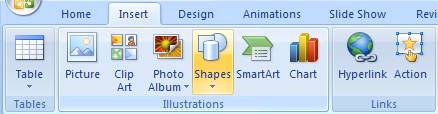 Home Insert Design Animations Slide Show Revi
Table Picture Clip Art Photo Album Shapes SmartArt Chart Hyperlink Action
Tables Illustrations Links